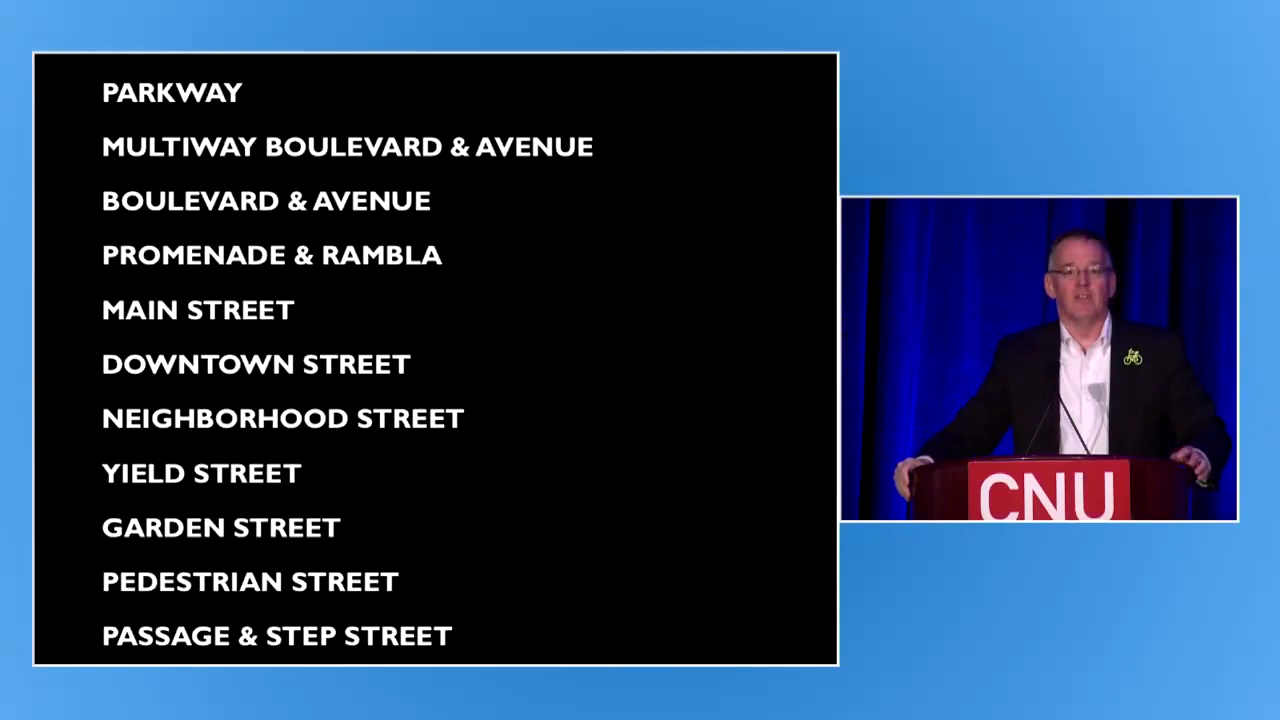 PARKWAY
MULTIWAY BOULEVARD & AVENUE
BOULEVARD & AVENUE
PROMENADE & RAMBLA
MAIN STREET
DOWNTOWN STREET
NEIGHBORHOOD STREET
YIELD STREET
GARDEN STREET
PEDESTRIAN STREET
PASSAGE & STEP STREET
CNU